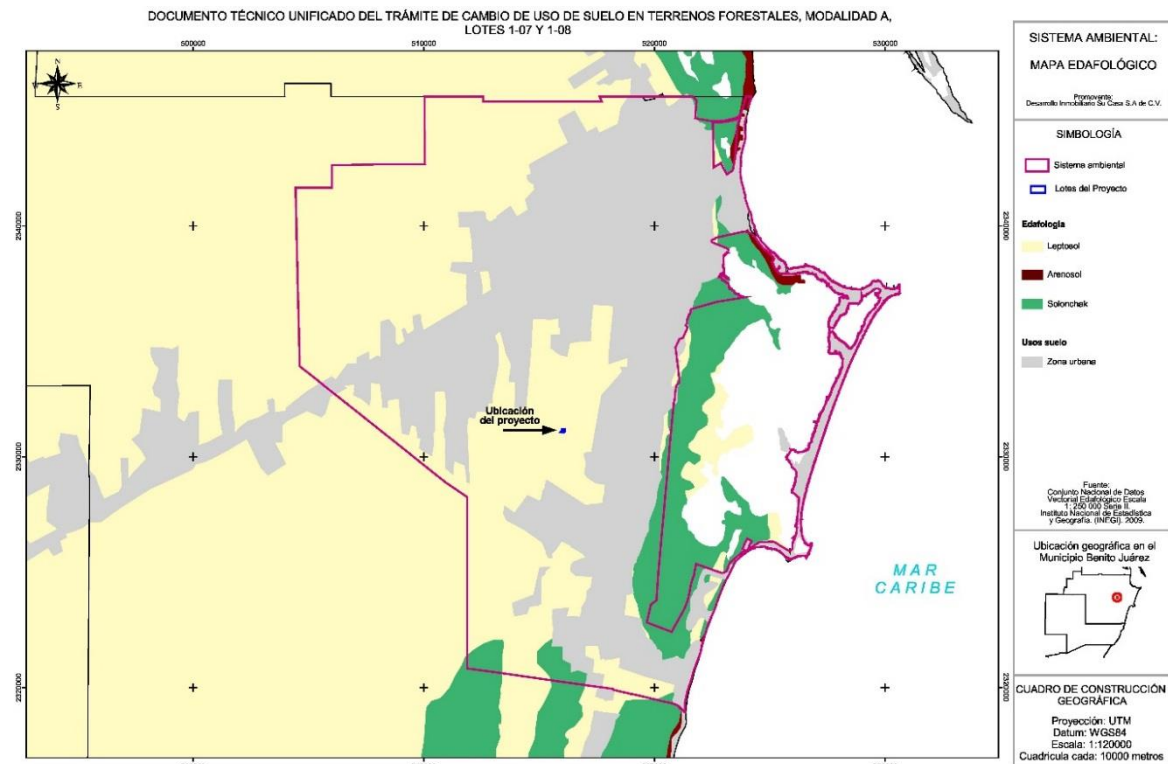 DOCUMENTO TÉCNICO UNIFICADO DEL TRÁMITE DE CAMBIO DE USO DE SUELO EN TERRENOS FORESTALES, MODALIDAD A,
LOTES 1-07 Y 1-08
500000
510000
520000
530000
N
W
E
S
2340000
2330000
2320000
2340000
2330000
2320000
Ubicación
del proyecto
MAR
CARIBE
SISTEMA AMBIENTAL:
MAPA EDAFOLÓGICO
Promovente:
Desarrollo Inmobiliario Su Casa S.A de C.V.
SIMBOLOGÍA
Sistema ambiental
Lotes del Proyecto
Edafología
Leptosol
Arenosol
Solonchak
Usos suelo
Zona urbana
Fuente:
Conjunto Nacional de Datos
Vectorial Edafológico Escala
1: 250 000 Serie II.
Instituto Nacional de Estadística
y Geografía. (INEGI). 2009.
Ubicación geográfica en el
Municipio Benito Juárez
CUADRO DE CONSTRUCCIÓN
GEOGRÁFICA
Proyección: UTM
Datum: WGS84
Escala: 1:120000
Cuadricula cada: 10000 metros